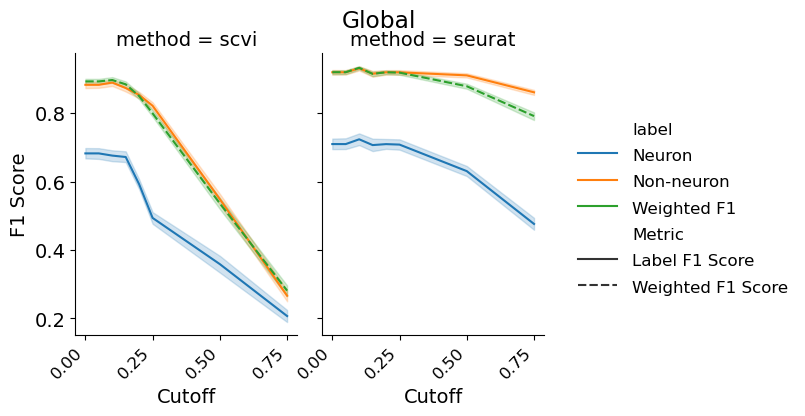 Global
method = scvi
method = seurat
F1 Score
0.8
0.6
0.4
0.2
0.00
0.25
0.50
0.75
Cutoff
0.00
0.25
0.50
0.75
Cutoff
label
Neuron
Non-neuron
Weighted F1
Metric
Label F1 Score
Weighted F1 Score